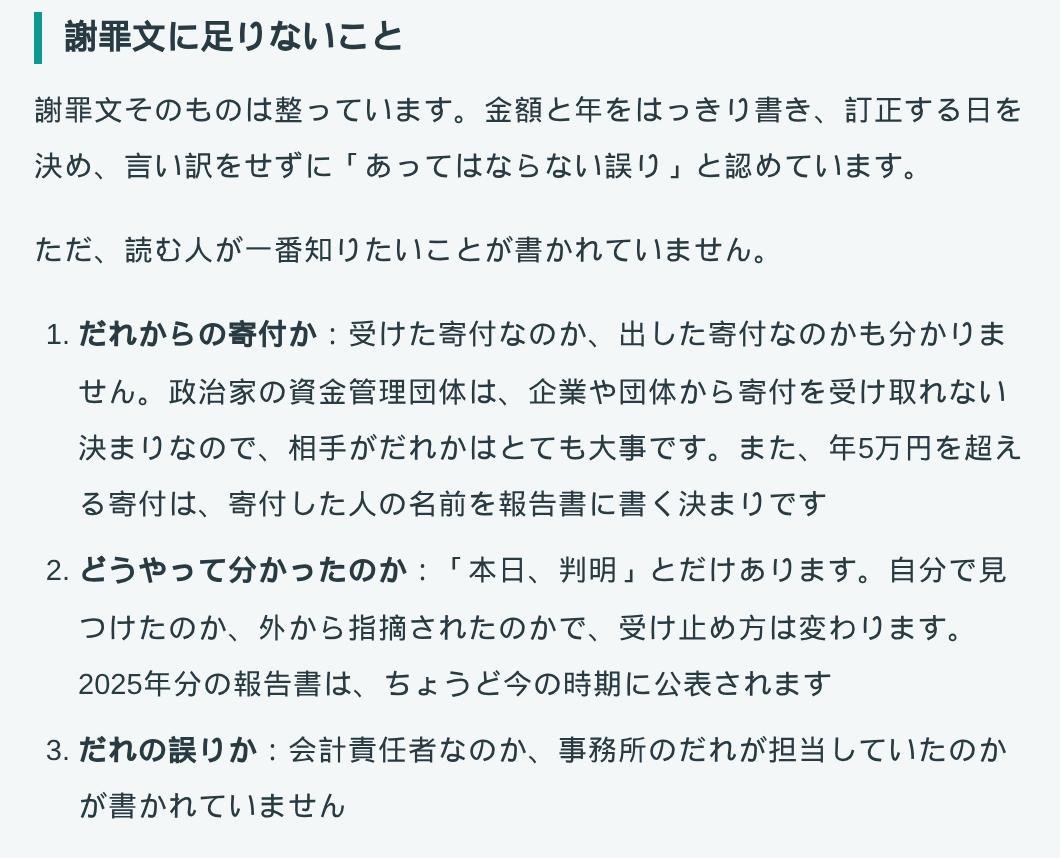 謝罪文に足りないこと
謝罪文そのものは整っています。金額と年をはっきり書き、訂正する日を
決め、言い訳をせずに「あってはならない誤り」と認めています。
ただ、読む人が一番知りたいことが書かれていません。
1. だれからの寄付か：受けた寄付なのか、出した寄付なのかも分かりま
せん。政治家の資金管理団体は、企業や団体から寄付を受け取れない
決まりなので、相手がだれかはとても大事です。また、年5万円を超え
る寄付は、寄付した人の名前を報告書に書く決まりです
2. どうやって分かったのか：「本日、判明」とだけあります。自分で見
つけたのか、外から指摘されたのかで、受け止め方は変わります。
2025年分の報告書は、ちょうど今の時期に公表されます
3. だれの誤りか：会計責任者なのか、事務所のだれが担当していたのか
が書かれていません